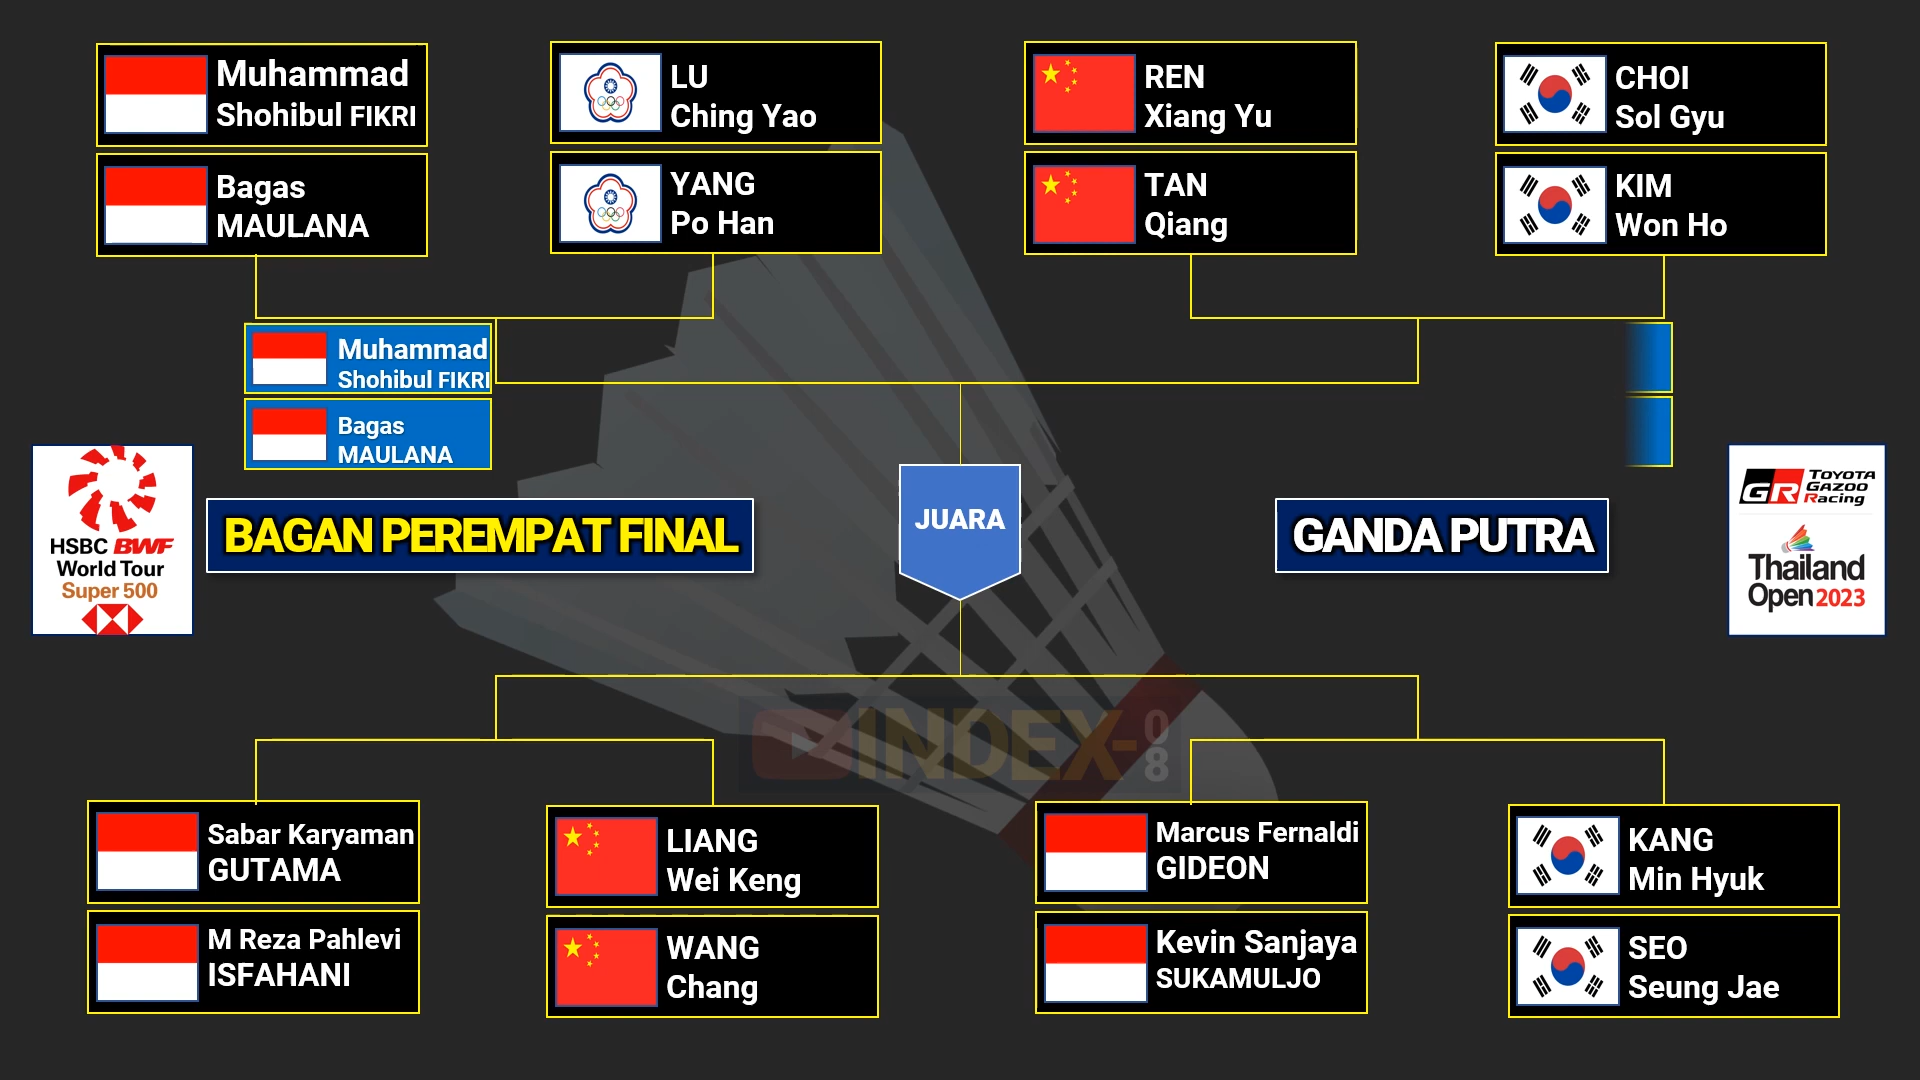 Muhammad
Shohibul FIKRI
Bagas
MAULANA
LU
Ching Yao
YANG
Po Han
REN
Xiang Yu
TAN
Qiang
CHOI
Sol Gyu
KIM
Won Ho
Muhammad
Shohibul FIKRI
Bagas
MAULANA
HSBC BWF
World Tour
Super 500
BAGAN PEREMPAT FINAL
JUARA
GANDA PUTRA
GR TOYOTA
GAZOO
Racing
Thailand
Open 2023
INDEX-08
Sabar Karyaman
GUTAMA
M Reza Pahlevi
ISFAHANI
LIANG
Wei Keng
WANG
Chang
Marcus Fernaldi
GIDEON
Kevin Sanjaya
SUKAMULJO
KANG
Min Hyuk
SEO
Seung Jae